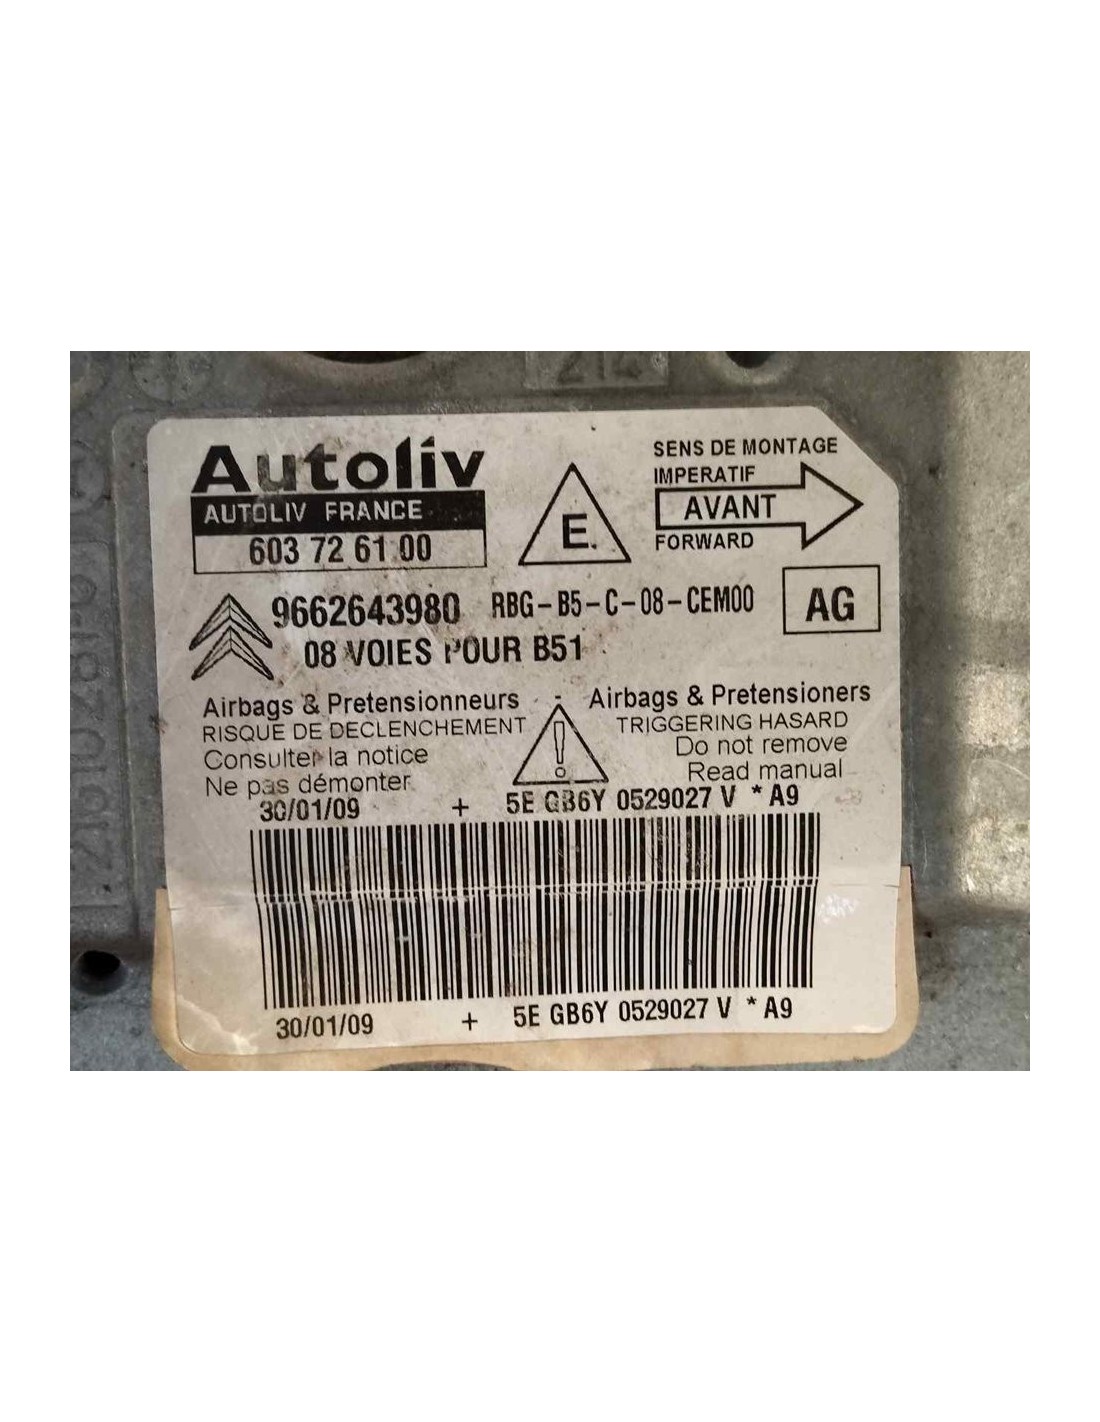 214
Autoliv
AUTOLIV FRANCE
603 72 61 00
E.
SENS DE MONTAGE
IMPERATIF
AVANT
FORWARD
9662643980 RBG-B5-C-08-CEM00
AG
08 VOIES POUR B51
Airbags & Pretensionneurs - Airbags & Pretensioners
RISQUE DE DECLENCHEMENT
TRIGGERING HASARD
Consulter la notice
Do not remove
Ne pas démonter
Read manual
30/01/09 + 5E GB6Y 0529027 V *A9
30/01/09 + 5E GB6Y 0529027 V *A9